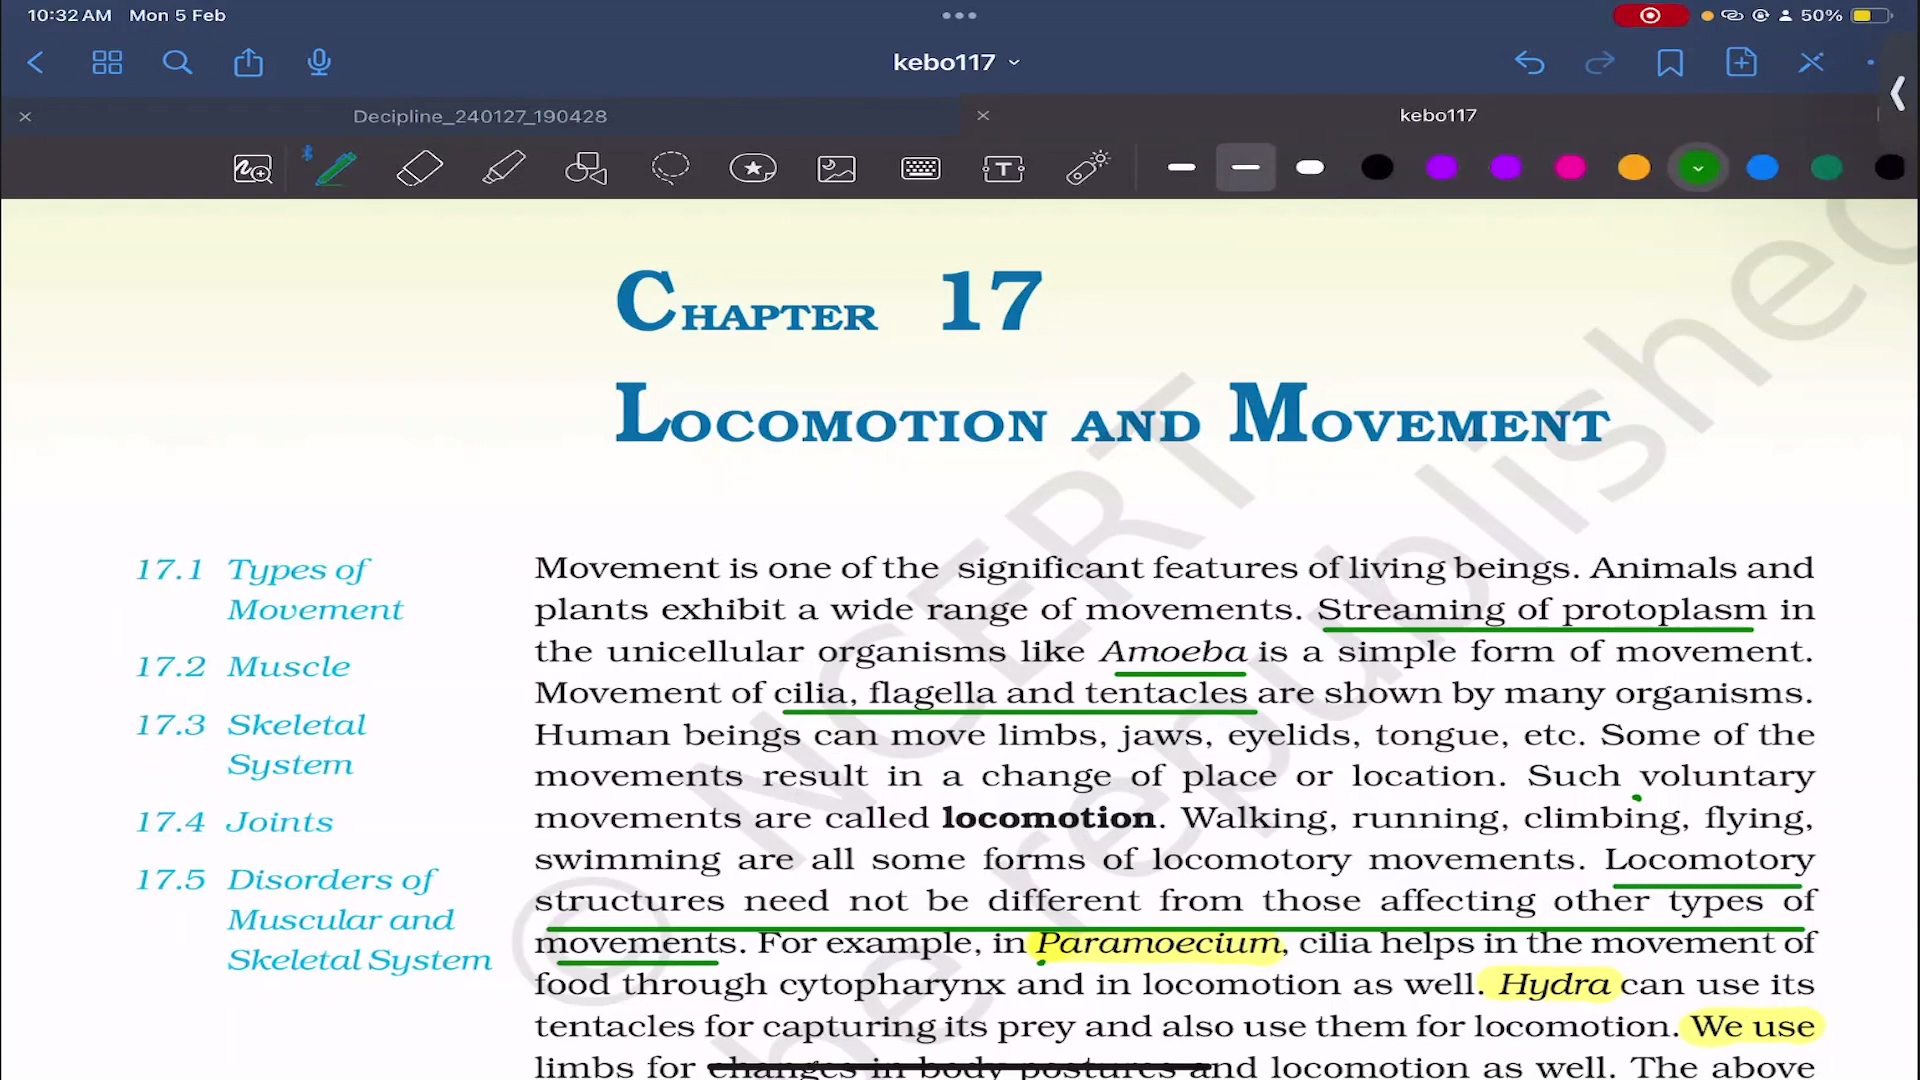 10:32 AM Mon 5 Feb
50%
kebo117
Decipline_240127_190428
kebo117
CHAPTER 17
LOCOMOTION AND MOVEMENT
17.1 Types of
Movement
17.2 Muscle
17.3 Skeletal
System
17.4 Joints
17.5 Disorders of
Muscular and
Skeletal System
Movement is one of the significant features of living beings. Animals and
plants exhibit a wide range of movements. Streaming of protoplasm in
the unicellular organisms like Amoeba is a simple form of movement.
Movement of cilia, flagella and tentacles are shown by many organisms.
Human beings can move limbs, jaws, eyelids, tongue, etc. Some of the
movements result in a change of place or location. Such voluntary
movements are called locomotion. Walking, running, climbing, flying,
swimming are all some forms of locomotory movements. Locomotory
structures need not be different from those affecting other types of
movements. For example, in Paramoecium, cilia helps in the movement of
food through cytopharynx and in locomotion as well. Hydra can use its
tentacles for capturing its prey and also use them for locomotion. We use
limbs for changes in body postures and locomotion as well. The above
© NCERT
be republished